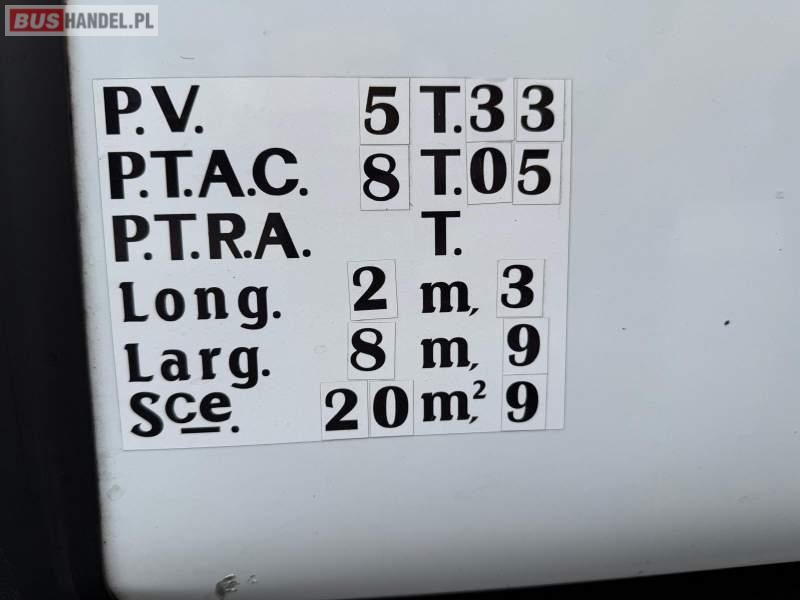 BUSHANDEL.PL
P.V. 5 T.33
P.T.A.C. 8 T.05
P.T.R.A. T.
Long. 2 m, 3
Larg. 8 m, 9
Sce. 20 m², 9